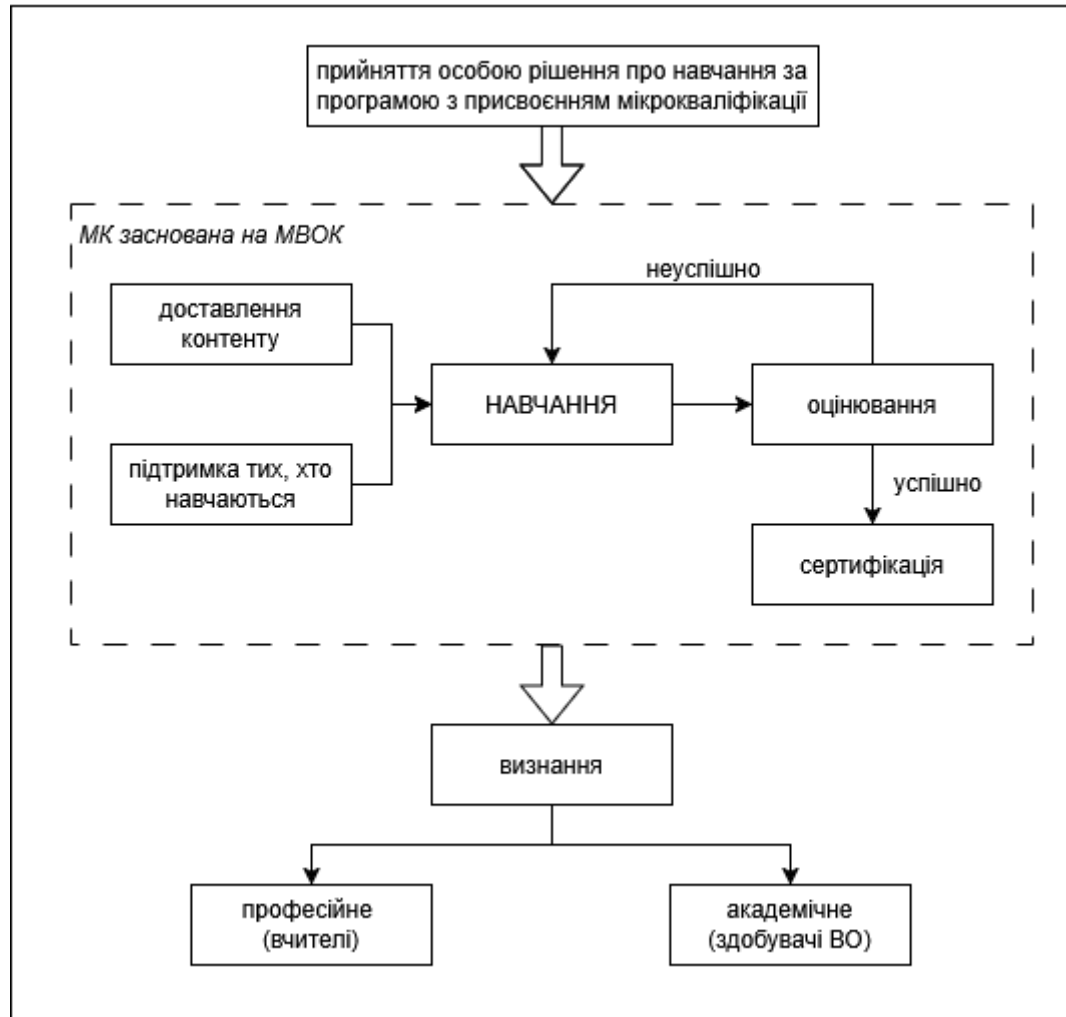 прийняття особою рішення про навчання за
програмою з присвоєнням мікрокваліфікації
МК заснована на МВОК
неуспішно
доставлення
контенту
НАВЧАННЯ
оцінювання
підтримка тих, хто
навчаються
успішно
сертифікація
визнання
професійне
(вчителі)
академічне
(здобувачі ВО)